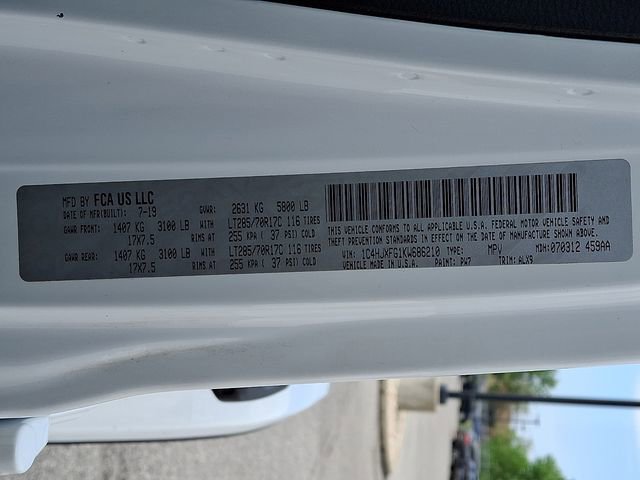 MFD BY FCA US LLC
DATE OF MFR(BUILT): 7-19 GVWR: 2631 KG 5800 LB
GAWR FRONT: 1407 KG 3100 LB WITH LT285/70R17C 116 TIRES
17X7.5 RIMS AT 255 KPA ( 37 PSI) COLD
GAWR REAR: 1407 KG 3100 LB WITH LT285/70R17C 116 TIRES
17X7.5 RIMS AT 255 KPA ( 37 PSI) COLD
THIS VEHICLE CONFORMS TO ALL APPLICABLE U.S.A. FEDERAL MOTOR VEHICLE SAFETY AND
THEFT PREVENTION STANDARDS IN EFFECT ON THE DATE OF MANUFACTURE SHOWN ABOVE.
VIN: 1C4HJXFG1KW686210 TYPE: MPV MDH: 070312 459AA
VEHICLE MADE IN U.S.A. PAINT: PW7 TRIM: ALX9